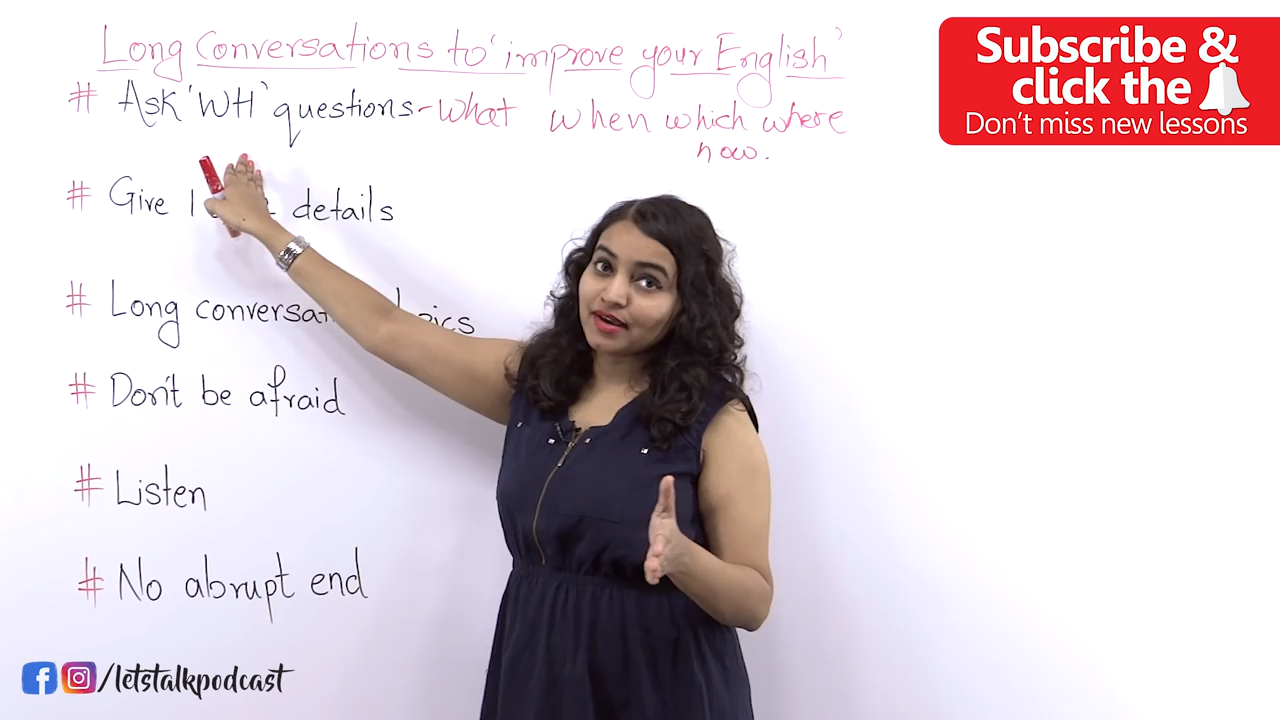 Long Conversations to 'improve your English'
# Ask 'WH' questions - What when which where
how.
# Give details
# Long
# Don't be afraid
# Listen
# No abrupt end
Subscribe &
click the
Don't miss new lessons
/letstalkpodcast